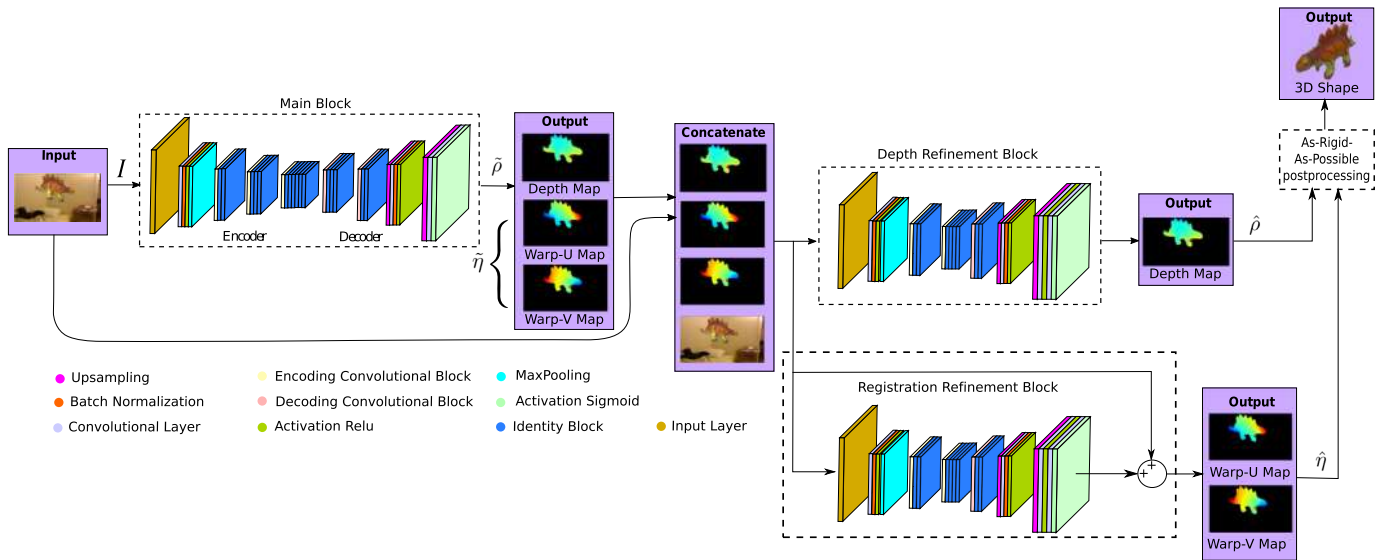 Output
3D Shape
As-Rigid-
As-Possible
postprocessing
Main Block
Input
I
Encoder
Decoder
ρ̃
Output
Depth Map
Warp-U Map
Warp-V Map
η̃
Concatenate
Depth Refinement Block
Output
Depth Map
ρ̂
Registration Refinement Block
+
+
Output
Warp-U Map
Warp-V Map
η̂
Upsampling
Encoding Convolutional Block
MaxPooling
Batch Normalization
Decoding Convolutional Block
Activation Sigmoid
Convolutional Layer
Activation Relu
Identity Block
Input Layer